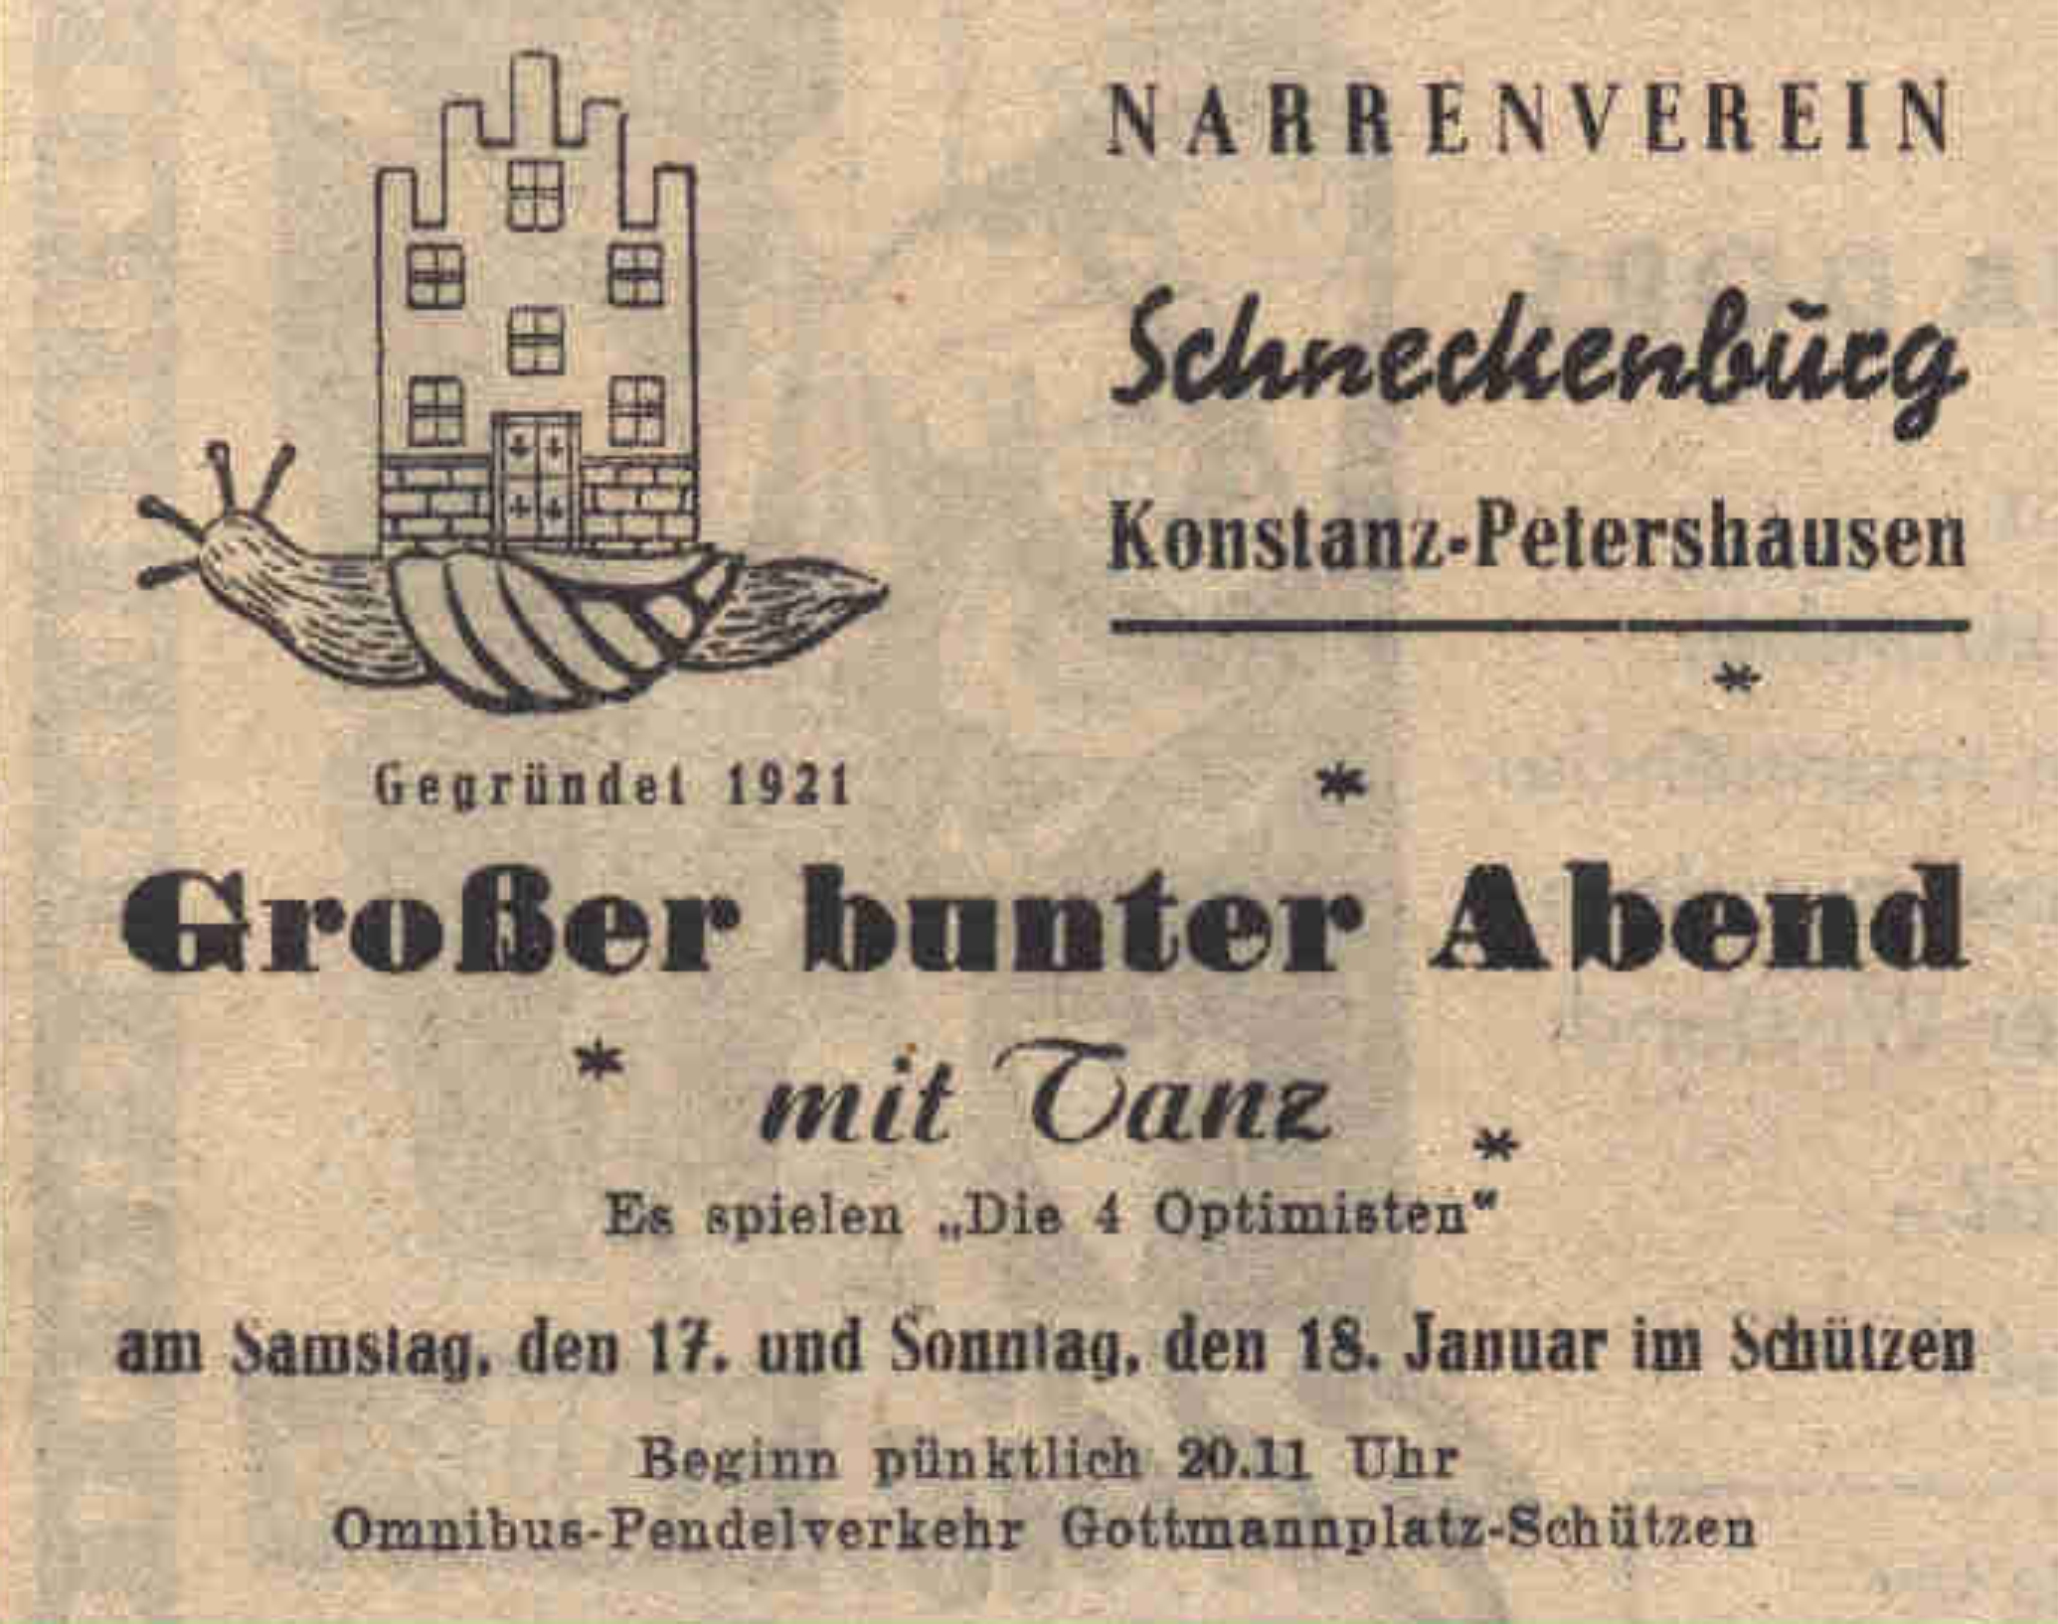 NARRENVEREIN
Schneckenburg
Konstanz-Petershausen
*
Gegründet 1921
*
Großer bunter Abend
* mit Tanz *
Es spielen „Die 4 Optimisten“
am Samstag, den 17. und Sonntag, den 18. Januar im Schützen
Beginn pünktlich 20.11 Uhr
Omnibus-Pendelverkehr Gottmannplatz-Schützen